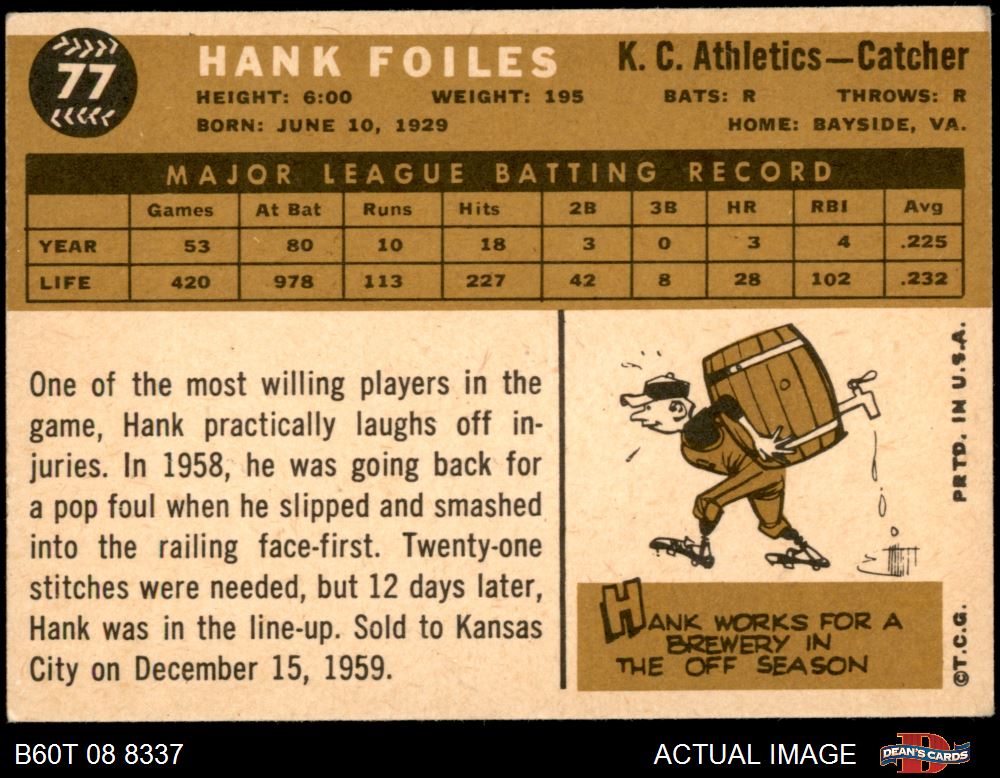 77
HANK FOILES
K. C. Athletics—Catcher
HEIGHT: 6:00 WEIGHT: 195 BATS: R THROWS: R
BORN: JUNE 10, 1929 HOME: BAYSIDE, VA.
MAJOR LEAGUE BATTING RECORD
Games At Bat Runs Hits 2B 3B HR RBI Avg
YEAR 53 80 10 18 3 0 3 4 .225
LIFE 420 978 113 227 42 8 28 102 .232
One of the most willing players in the
game, Hank practically laughs off in-
juries. In 1958, he was going back for
a pop foul when he slipped and smashed
into the railing face-first. Twenty-one
stitches were needed, but 12 days later,
Hank was in the line-up. Sold to Kansas
City on December 15, 1959.
HANK WORKS FOR A
BREWERY IN
THE OFF SEASON
©T.C.G. PRTD. IN U.S.A.
B60T 08 8337
ACTUAL IMAGE
D
DEAN'S CARDS